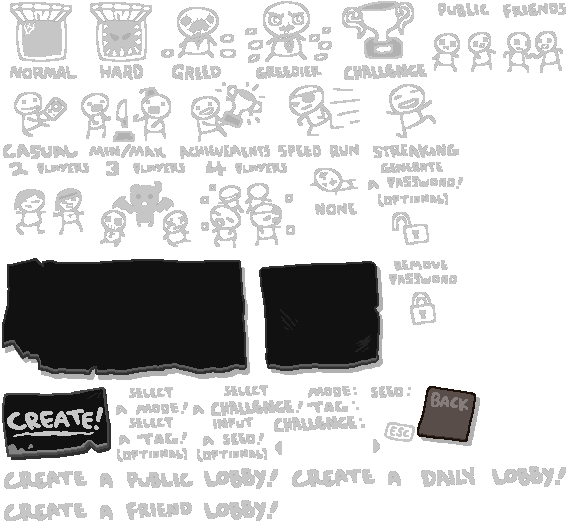 PUBLIC FRIENDS
NORMAL HARD GREED GREEDIER CHALLENGE
CASUAL MIN/MAX ACHIEVEMENTS SPEED RUN STREAKING
2 PLAYERS 3 PLAYERS 4 PLAYERS
GENERATE
A PASSWORD!
(OPTIONAL)
NONE
REMOVE
PASSWORD
CREATE!
SELECT
A MODE!
SELECT
A CHALLENGE!
MODE: SEED:
TAG:
CHALLENGE:
SELECT
A TAG!
(OPTIONAL)
INPUT
A SEED!
(OPTIONAL)
BACK
ESC
CREATE A PUBLIC LOBBY! CREATE A DAILY LOBBY!
CREATE A FRIEND LOBBY!